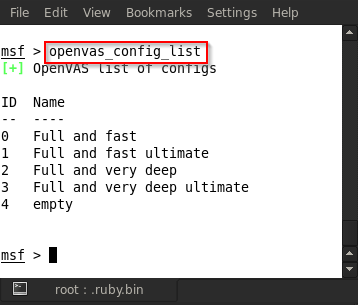 File Edit View Bookmarks Settings Help
msf > openvas_config_list
[+] OpenVAS list of configs
ID Name
-- ----
0 Full and fast
1 Full and fast ultimate
2 Full and very deep
3 Full and very deep ultimate
4 empty
msf >
root : .ruby.bin